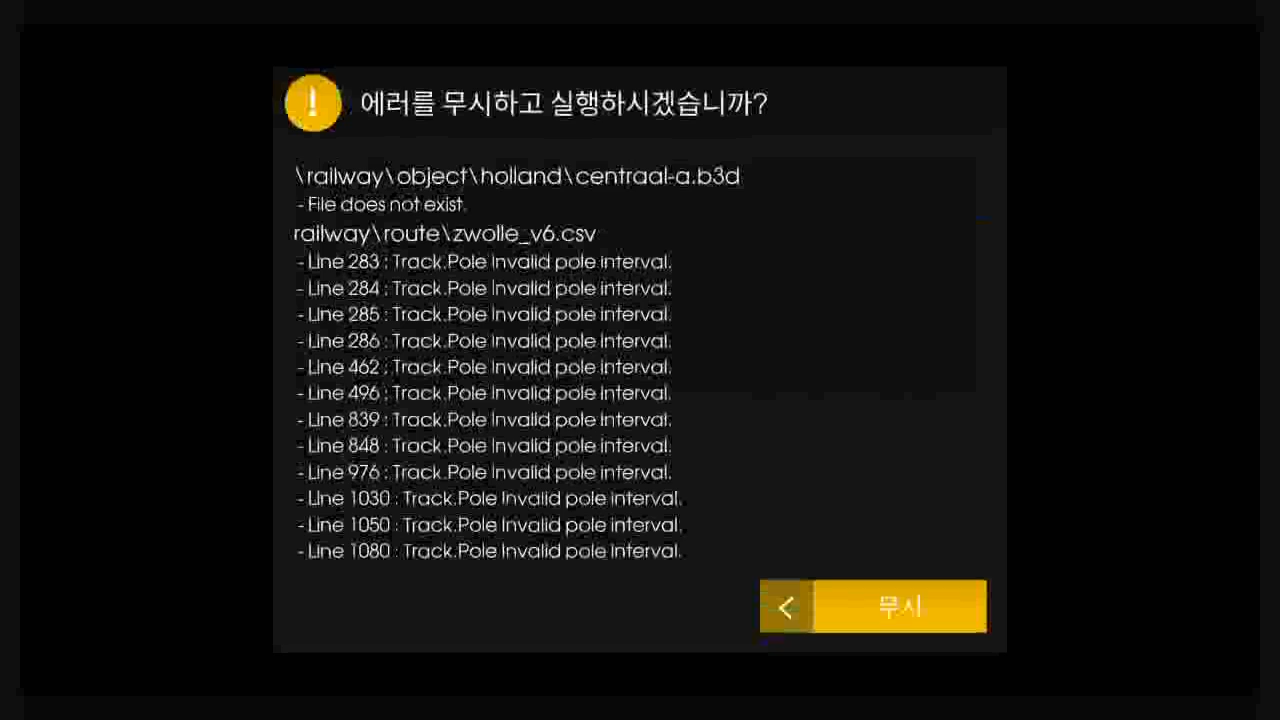 !
에러를 무시하고 실행하시겠습니까?
\railway\object\holland\centraal-a.b3d
- File does not exist.
railway\route\zwolle_v6.csv
- Line 283 : Track.Pole Invalid pole interval.
- Line 284 : Track.Pole Invalid pole interval.
- Line 285 : Track.Pole Invalid pole interval.
- Line 286 : Track.Pole Invalid pole interval.
- Line 462 : Track.Pole Invalid pole interval.
- Line 496 : Track.Pole Invalid pole interval.
- Line 839 : Track.Pole Invalid pole interval.
- Line 848 : Track.Pole Invalid pole interval.
- Line 976 : Track.Pole Invalid pole interval.
- Line 1030 : Track.Pole Invalid pole interval.
- Line 1050 : Track.Pole Invalid pole interval.
- Line 1080 : Track.Pole Invalid pole interval.
< 무시